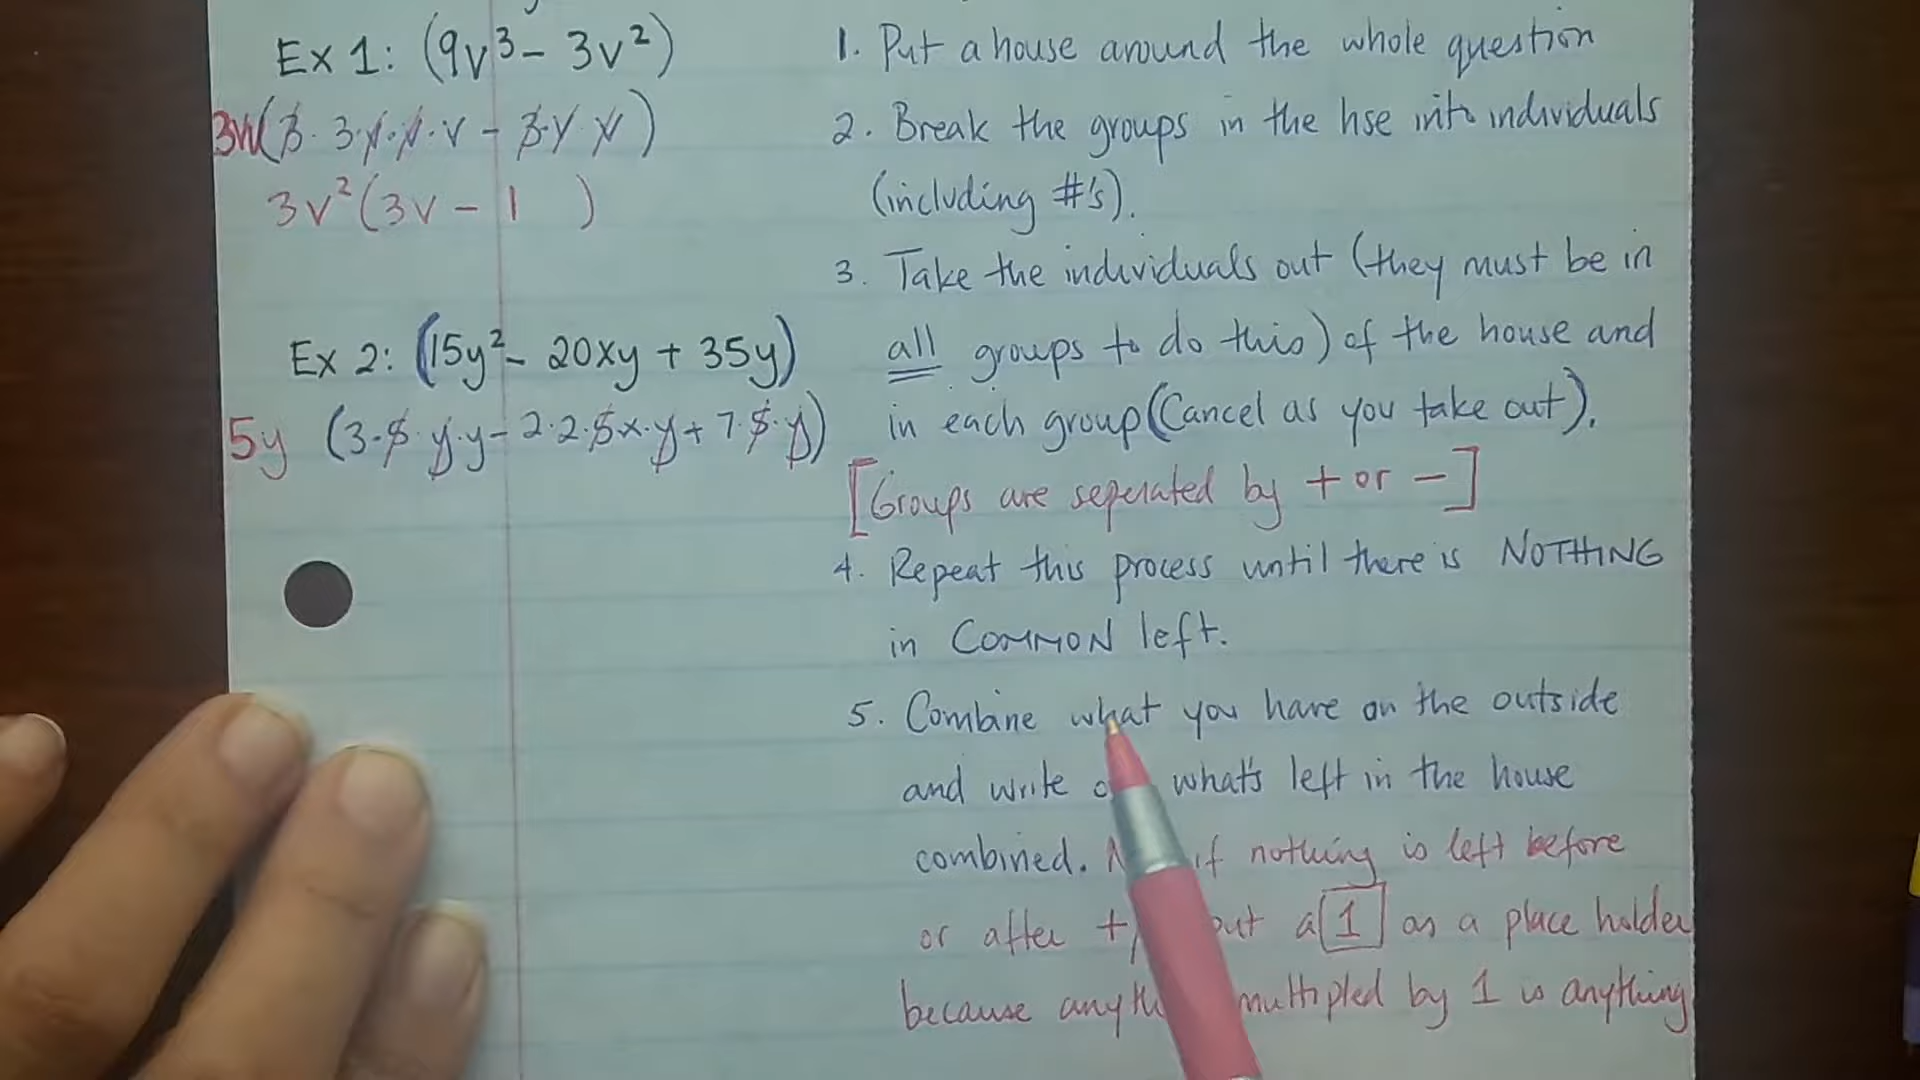 Ex 1: (9v³ - 3v²)
(3·3·v·v·v - 3·v·v)
3v²(3v - 1 )
Ex 2: (15y² - 20xy + 35y)
5y (3·5·y·y - 2·2·5·x·y + 7·5·y)
1. Put a house around the whole question
2. Break the groups in the hse into individuals
(including #'s).
3. Take the individuals out (they must be in
all groups to do this) of the house and
in each group (Cancel as you take out).
[Groups are seperated by + or -]
4. Repeat this process until there is NOTHING
in COMMON left.
5. Combine what you have on the outside
and write what's left in the house
combined. if nothing is left before
or after + a 1 as a place holder
because multipled by 1 is anything